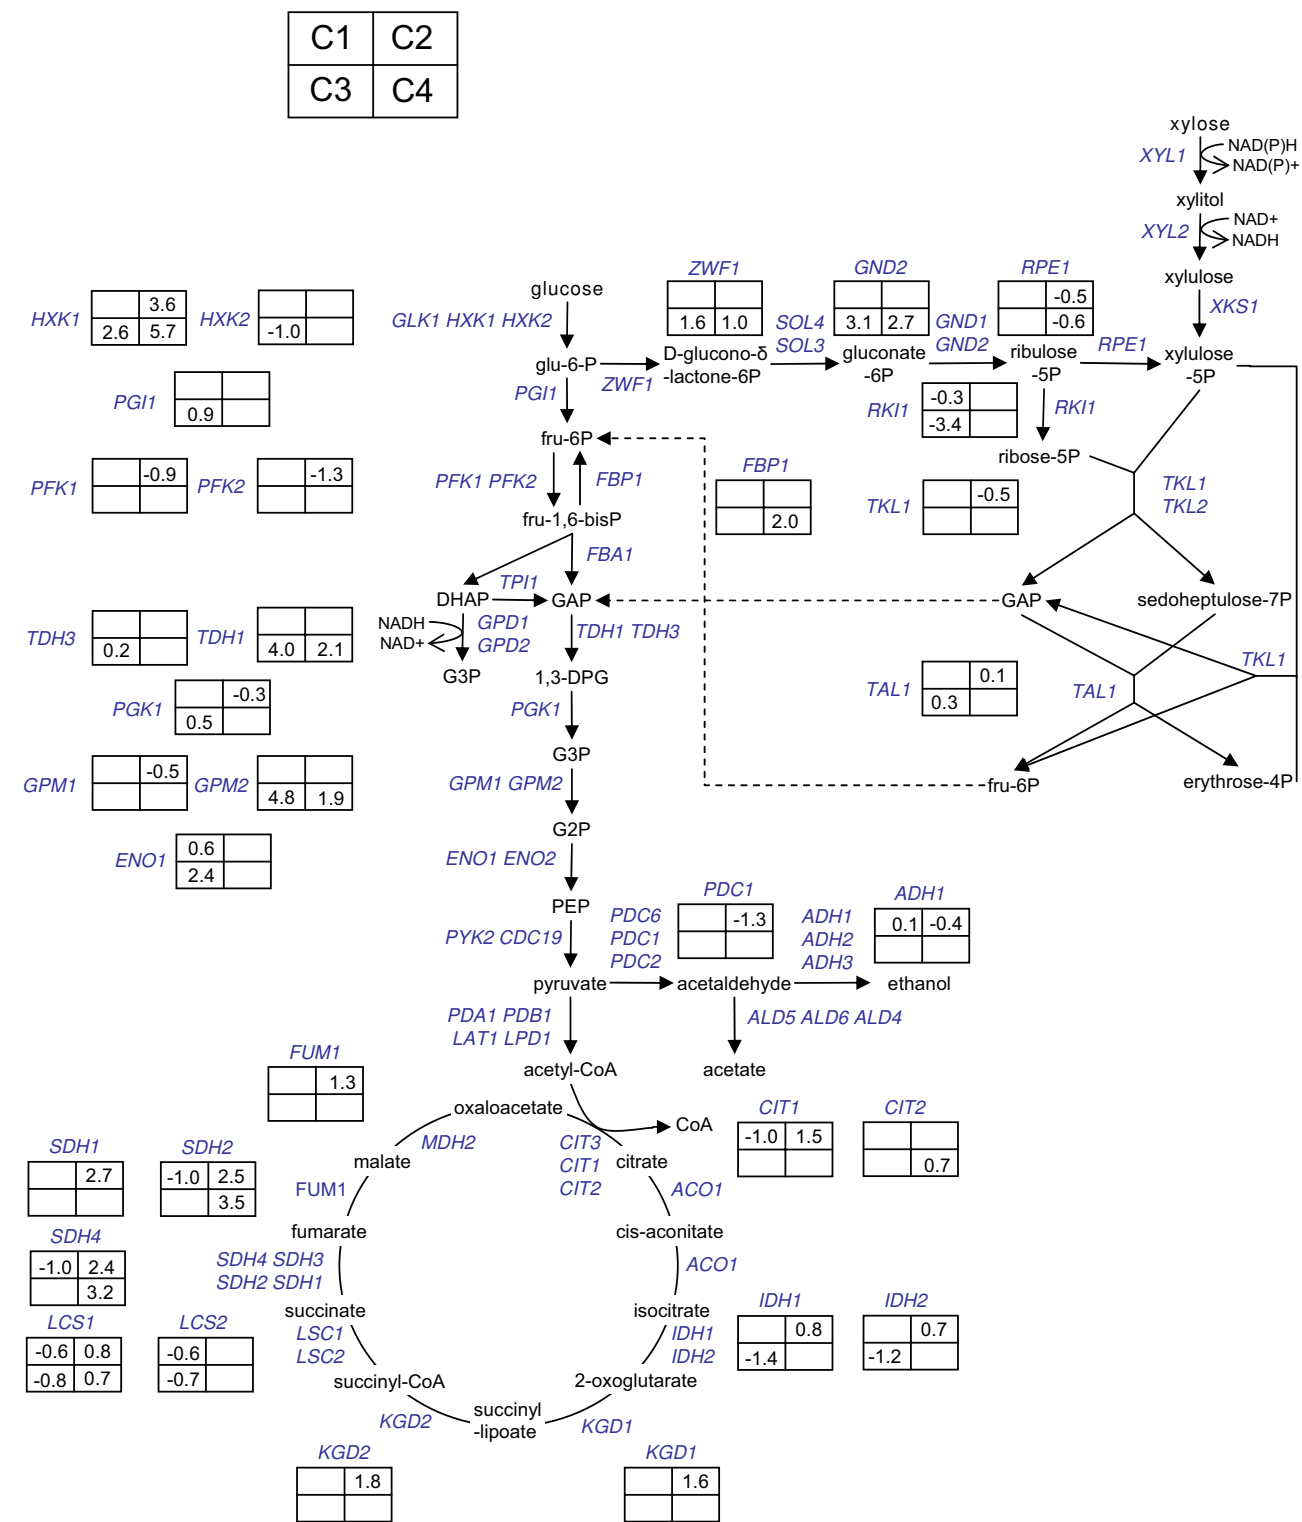 C1 C2
C3 C4
xylose
XYL1
NAD(P)H
NAD(P)+
xylitol
XYL2
NAD+
NADH
xylulose
XKS1
xylulose
-5P
HXK1
3.6
2.6 5.7
HXK2
-1.0
PGI1
0.9
PFK1
-0.9
PFK2
-1.3
TDH3
0.2
TDH1
4.0 2.1
PGK1
-0.3
0.5
GPM1
-0.5
GPM2
4.8 1.9
ENO1
0.6
2.4
glucose
GLK1 HXK1 HXK2
glu-6-P
PGI1
ZWF1
ZWF1
1.6 1.0
D-glucono-δ
-lactone-6P
SOL4
SOL3
GND2
3.1 2.7
gluconate
-6P
GND1
GND2
RPE1
-0.5
-0.6
ribulose
-5P
RPE1
RKI1
-0.3
-3.4
RKI1
ribose-5P
fru-6P
PFK1 PFK2
FBP1
FBP1
2.0
TKL1
-0.5
TKL1
TKL2
fru-1,6-bisP
FBA1
DHAP
TPI1
GAP
GAP
sedoheptulose-7P
NADH
NAD+
GPD1
GPD2
G3P
TDH1 TDH3
1,3-DPG
PGK1
TAL1
0.1
0.3
TAL1
TKL1
G3P
GPM1 GPM2
fru-6P
erythrose-4P
G2P
ENO1 ENO2
PEP
PYK2 CDC19
PDC6
PDC1
PDC2
PDC1
-1.3
ADH1
ADH2
ADH3
ADH1
0.1 -0.4
pyruvate
acetaldehyde
ethanol
PDA1 PDB1
LAT1 LPD1
ALD5 ALD6 ALD4
acetyl-CoA
acetate
FUM1
1.3
oxaloacetate
CoA
MDH2
CIT3
CIT1
CIT2
CIT1
-1.0 1.5
CIT2
0.7
malate
citrate
SDH1
2.7
SDH2
-1.0 2.5
3.5
FUM1
ACO1
fumarate
cis-aconitate
SDH4
-1.0 2.4
3.2
SDH4 SDH3
SDH2 SDH1
ACO1
succinate
isocitrate
LCS1
-0.6 0.8
-0.8 0.7
LCS2
-0.6
-0.7
LSC1
LSC2
IDH1
IDH2
IDH1
0.8
-1.4
IDH2
0.7
-1.2
succinyl-CoA
2-oxoglutarate
KGD2
succinyl
-lipoate
KGD1
KGD2
1.8
KGD1
1.6